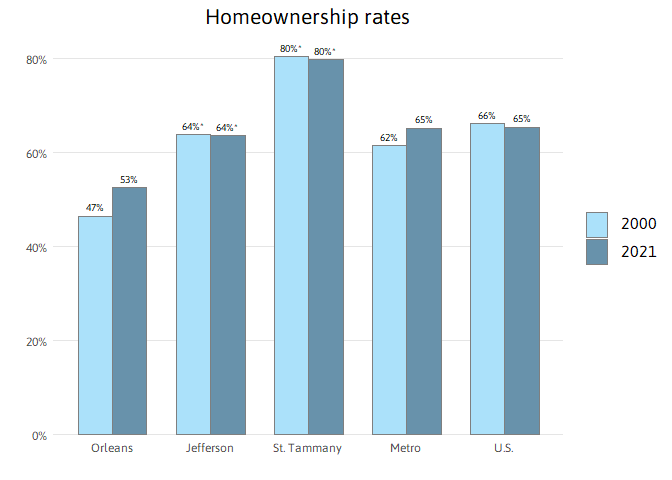 Homeownership rates
80%
60%
40%
20%
0%
47%
53%
64%*
64%*
80%*
80%*
62%
65%
66%
65%
Orleans
Jefferson
St. Tammany
Metro
U.S.
2000
2021